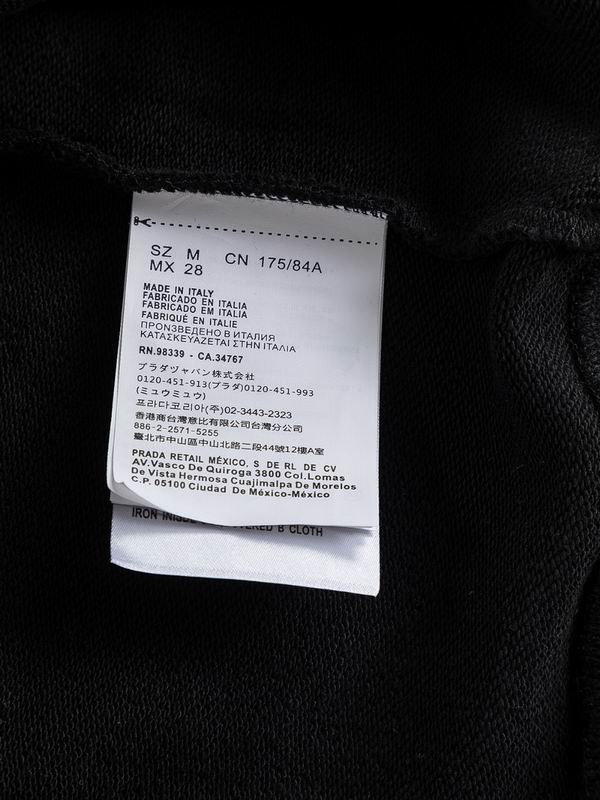 SZ M CN 175/84A
MX 28
MADE IN ITALY
FABRICADO EN ITALIA
FABRICADO EM ITALIA
FABRIQUÉ EN ITALIE
ПРОНЗВЕДЕНО В ИТАЛИЯ
ΚΑΤΑΣΚΕΥΑΖΕΤΑΙ ΣΤΗΝ ΙΤΑΛΙΑ
RN.98339 - CA.34767
プラダヅャバン株式会社
0120-451-913(プラダ)0120-451-993
(ミュウミュウ)
프라다코리아(주)02-3443-2323
香港商台灣意比有限公司台灣分公司
886-2-2571-5255
臺北市中山區中山北路二段44號12樓A室
PRADA RETAIL MÉXICO, S DE RL DE CV
AV.Vasco De Quiroga 3800 Col.Lomas
De Vista Hermosa Cuajimalpa De Morelos
C.P. 05100 Ciudad De México-México
IRON B CLOTH